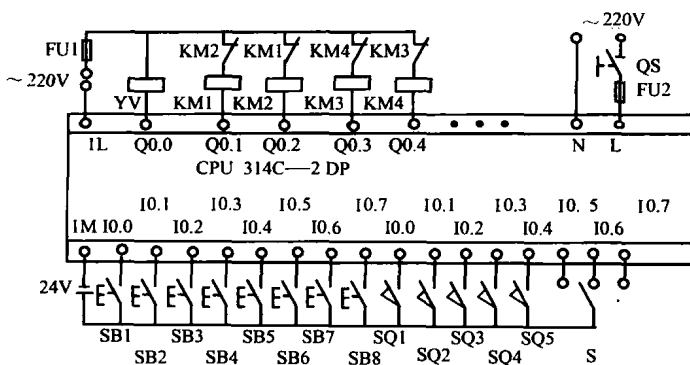 ~ 220V
FU1 KM2 KM1 KM4 KM3
~ 220V QS
FU2
YV KM1 KM2 KM3 KM4
1L Q0.0 Q0.1 Q0.2 Q0.3 Q0.4 • • • N L
CPU 314C—2 DP
I0.1 I0.3 I0.5 I0.7 I0.1 I0.3 I0. 5 I0.7
1M I0.0 I0.2 I0.4 I0.6 I0.0 I0.2 I0.4 I0.6
24V
SB1 SB3 SB5 SB7 SQ1 SQ3 SQ5
SB2 SB4 SB6 SB8 SQ2 SQ4 S